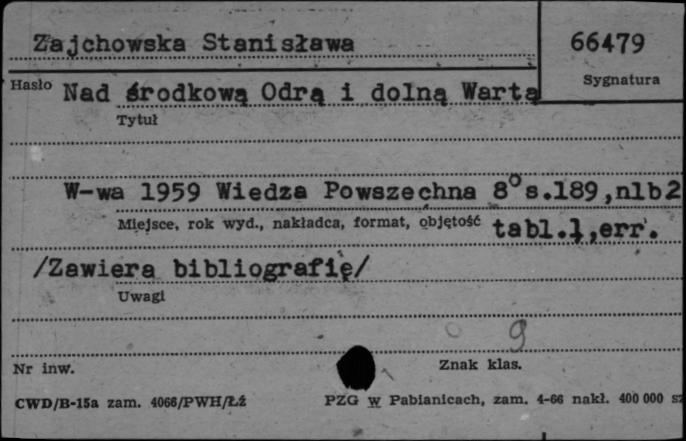 Zajchowska Stanisława
66479
Sygnatura
Hasło
Nad środkową Odrą i dolną Wartą
Tytuł
W-wa 1959 Wiedza Powszechna 8° s.189,nlb2
Miejsce, rok wyd., nakładca, format, objętość
tabl.1,err.
/Zawiera bibliografię/
Uwagi
9
Nr inw.
Znak klas.
CWD/B-15a zam. 4066/PWH/Łź
PZG w Pabianicach, zam. 4-66 nakł. 400 000 sz